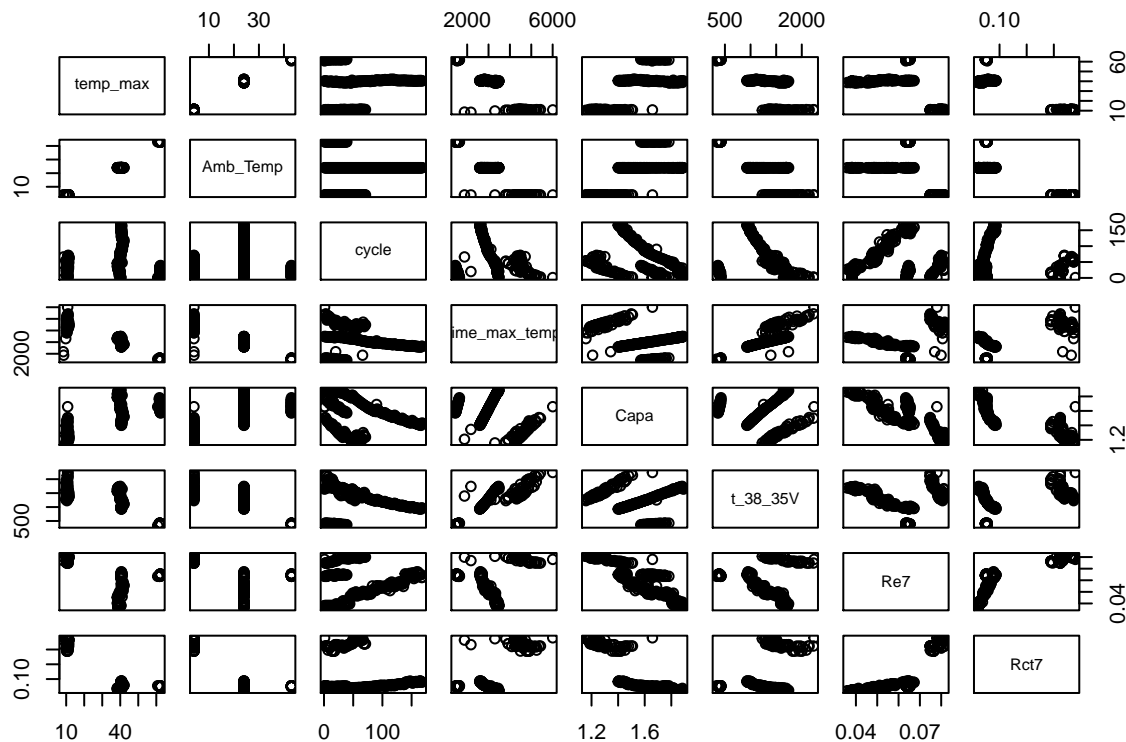 10 30
2000 6000
500 2000
0.10
temp_max
10 60
10
Amb_Temp
cycle
0 150
2000
ime_max_temp
Capa
1.2
500
t_38_35V
Re7
0.04
0.10
Rct7
10 40
0 100
1.2 1.6
0.04 0.07